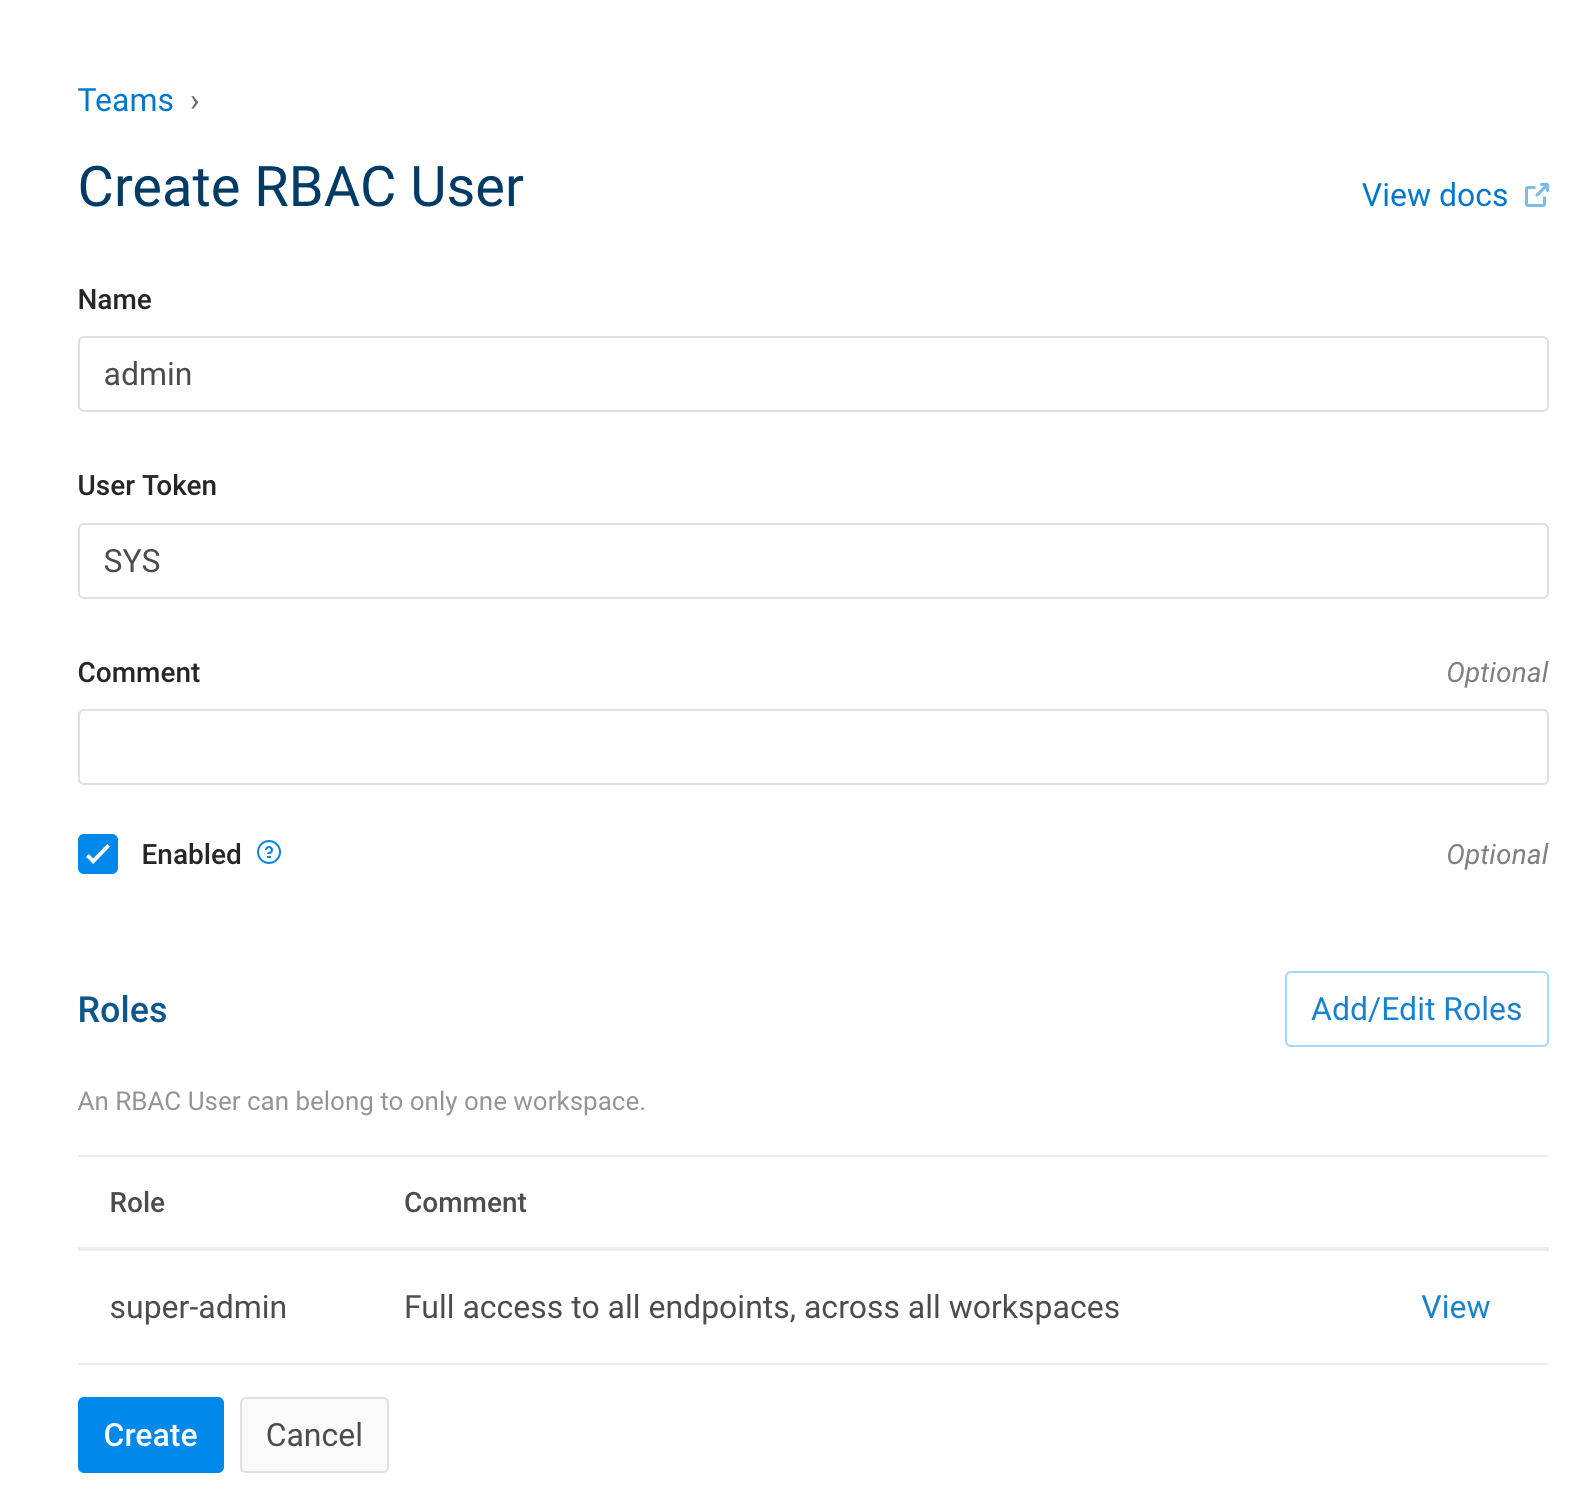 Teams ›
Create RBAC User
View docs
Name
admin
User Token
SYS
Comment Optional
Enabled ? Optional
Roles
Add/Edit Roles
An RBAC User can belong to only one workspace.
Role Comment
super-admin Full access to all endpoints, across all workspaces View
Create Cancel